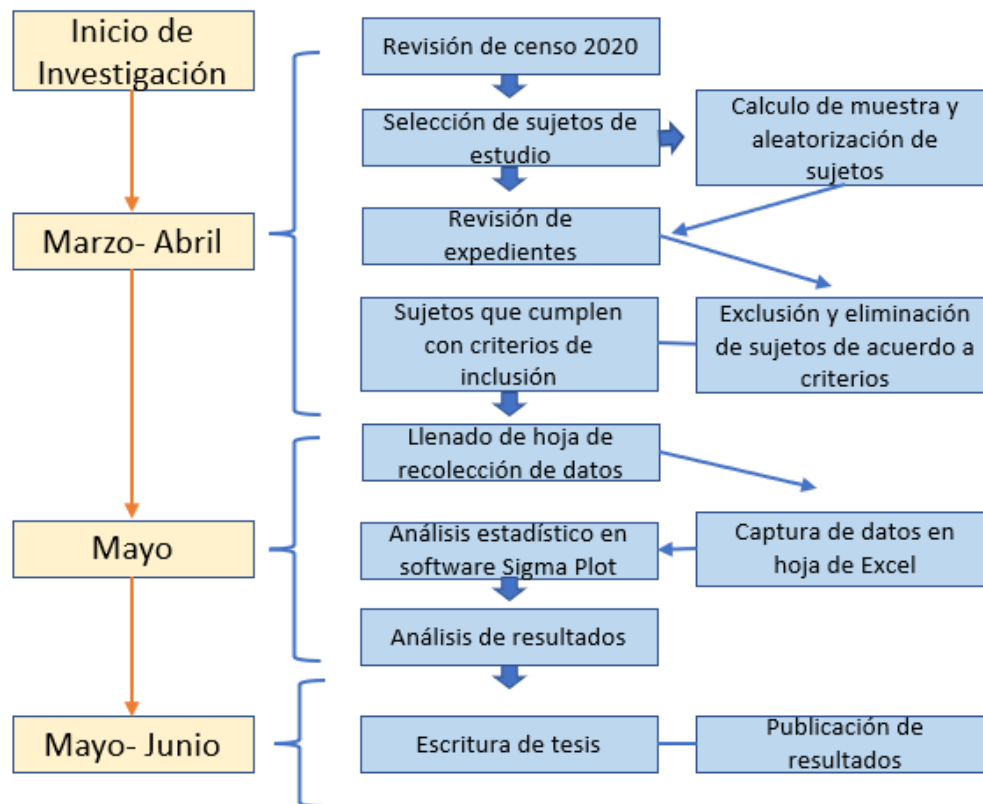 Inicio de
Investigación
Revisión de censo 2020
Selección de sujetos de
estudio
Calculo de muestra y
aleatorización de
sujetos
Marzo- Abril
Revisión de
expedientes
Sujetos que cumplen
con criterios de
inclusión
Exclusión y eliminación
de sujetos de acuerdo a
criterios
Llenado de hoja de
recolección de datos
Mayo
Análisis estadístico en
software Sigma Plot
Captura de datos en
hoja de Excel
Análisis de resultados
Mayo- Junio
Escritura de tesis
Publicación de
resultados